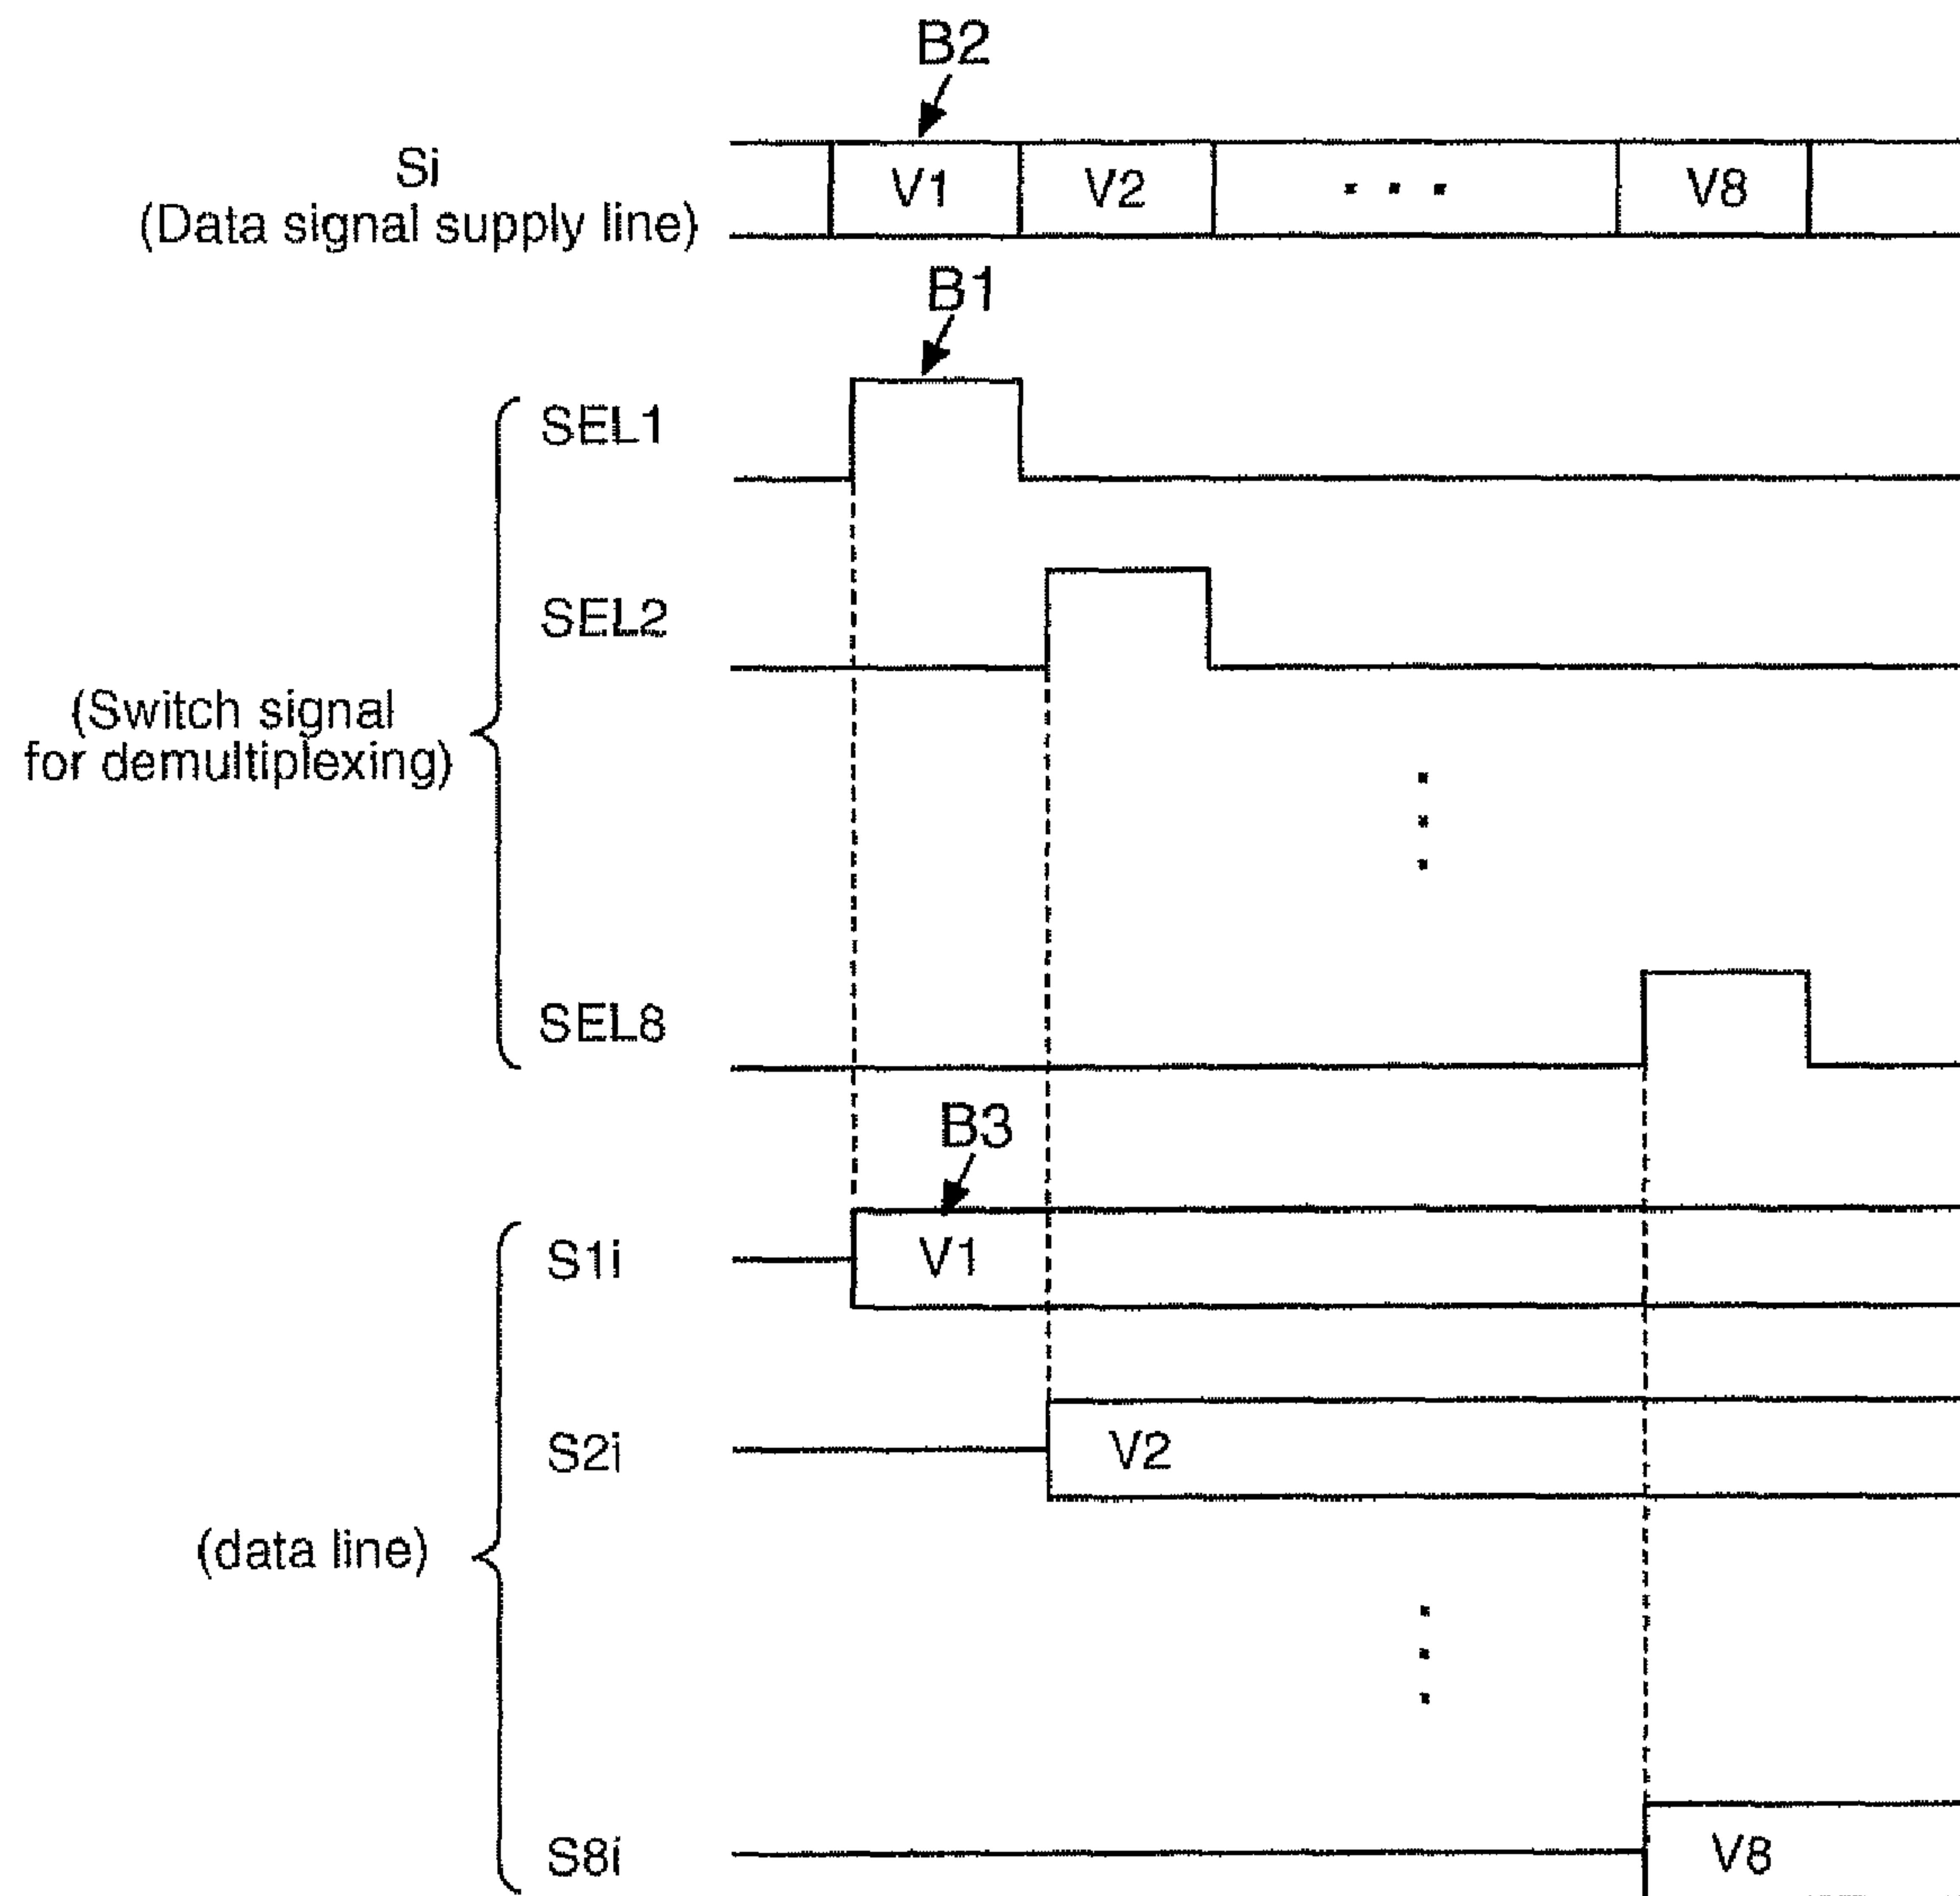 B2
Si
(Data signal supply line)
V1
V2
. . .
V8
B1
SEL1
SEL2
(Switch signal
for demultiplexing)
SEL8
B3
S1i
V1
S2i
V2
(data line)
S8i
V8